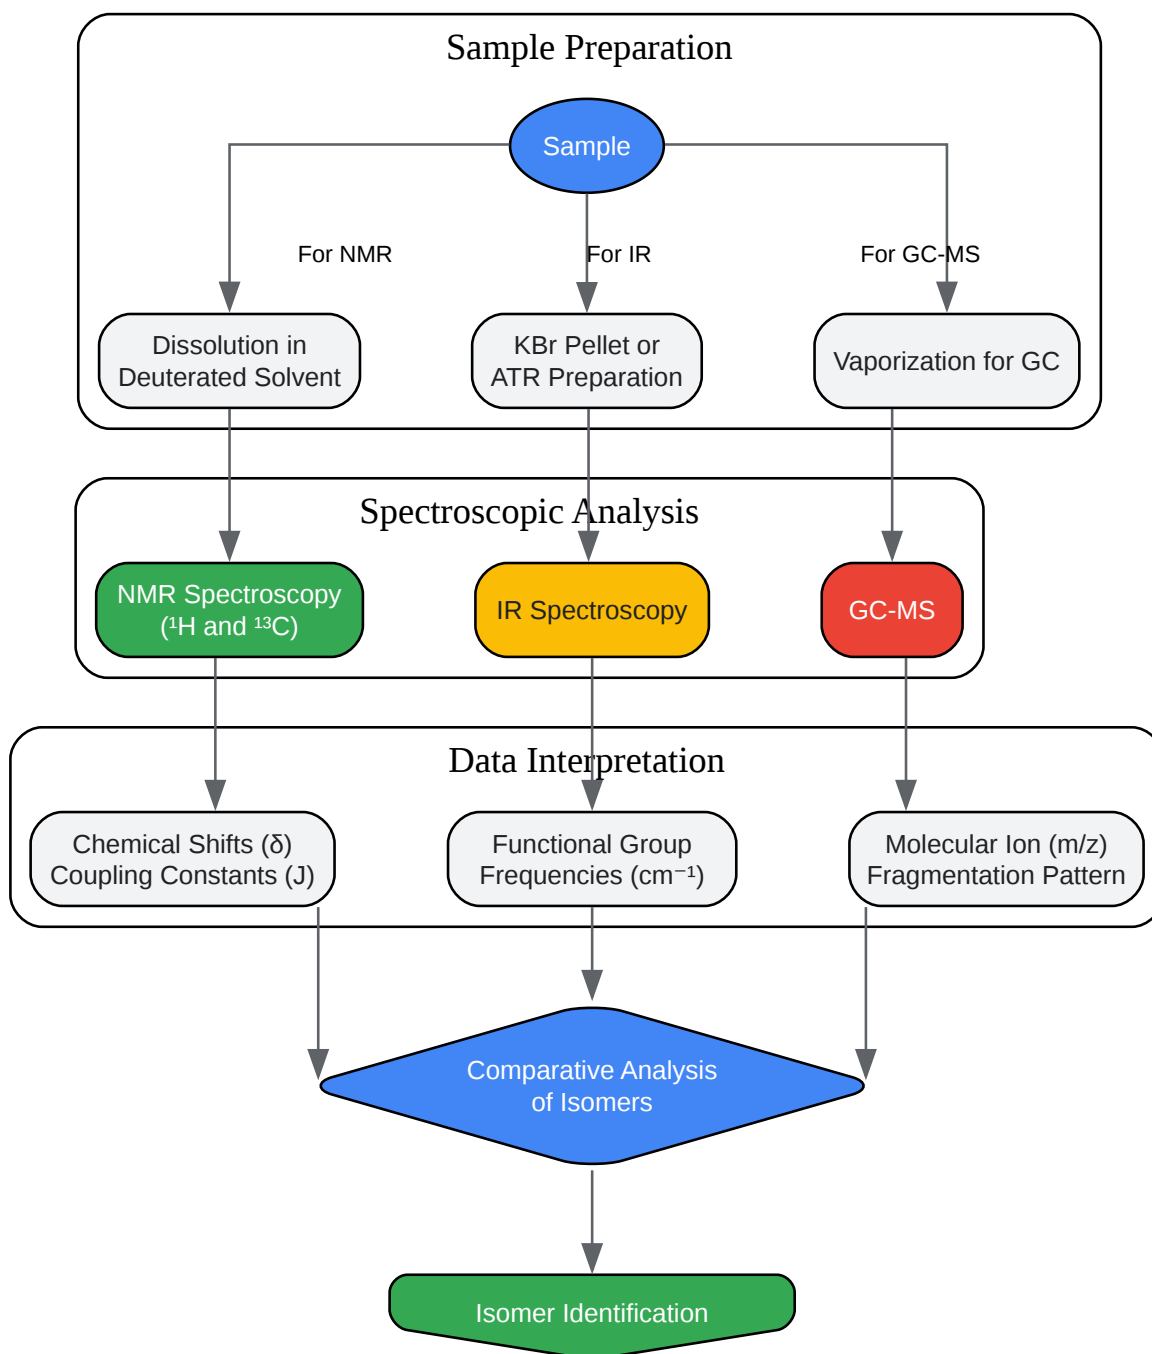 Sample Preparation
Sample
For NMR
For IR
For GC-MS
Dissolution in
Deuterated Solvent
KBr Pellet or
ATR Preparation
Vaporization for GC
Spectroscopic Analysis
NMR Spectroscopy
(¹H and ¹³C)
IR Spectroscopy
GC-MS
Data Interpretation
Chemical Shifts (δ)
Coupling Constants (J)
Functional Group
Frequencies (cm⁻¹)
Molecular Ion (m/z)
Fragmentation Pattern
Comparative Analysis
of Isomers
Isomer Identification